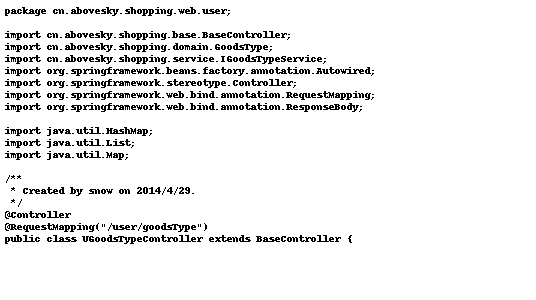 package cn.abovesky.shopping.web.user;

import cn.abovesky.shopping.base.BaseController;
import cn.abovesky.shopping.domain.GoodsType;
import cn.abovesky.shopping.service.IGoodsTypeService;
import org.springframework.beans.factory.annotation.Autowired;
import org.springframework.stereotype.Controller;
import org.springframework.web.bind.annotation.RequestMapping;
import org.springframework.web.bind.annotation.ResponseBody;

import java.util.HashMap;
import java.util.List;
import java.util.Map;

/**
 * Created by snow on 2014/4/29.
 */
@Controller
@RequestMapping("/user/goodsType")
public class UGoodsTypeController extends BaseController {